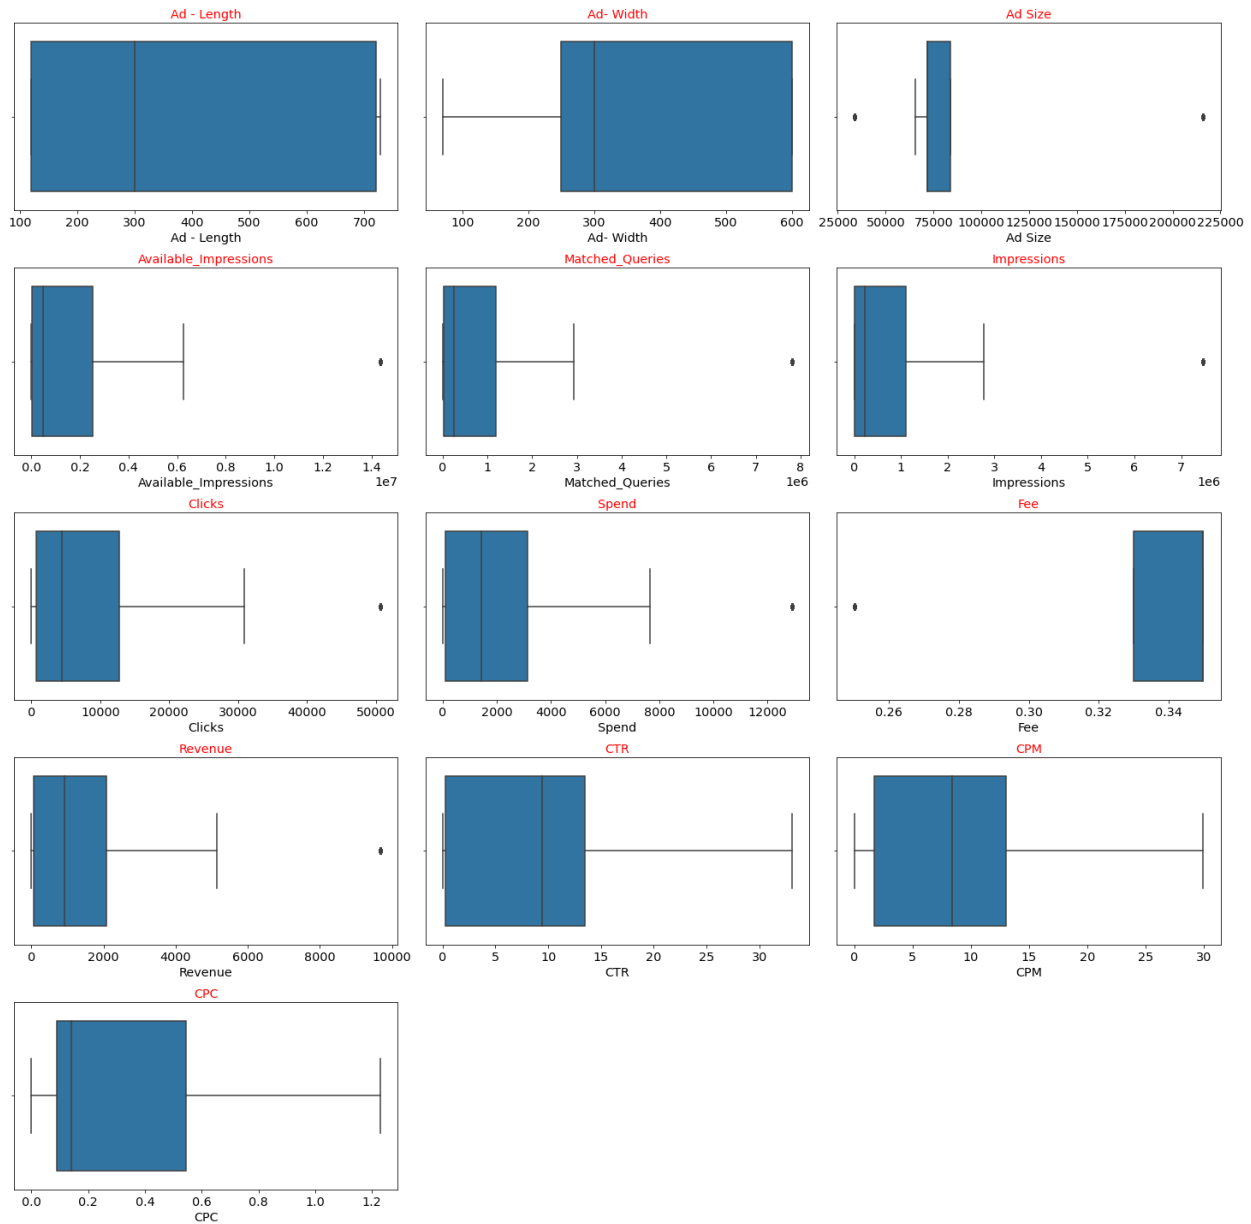 Ad - Length
Ad- Width
Ad Size
100 200 300 400 500 600 700
100 200 300 400 500 600
25000 50000 75000 100000 125000 150000 175000 200000 225000
Ad - Length
Ad- Width
Ad Size
Available_Impressions
Matched_Queries
Impressions
0.0 0.2 0.4 0.6 0.8 1.0 1.2 1.4
0 1 2 3 4 5 6 7 8
0 1 2 3 4 5 6 7
Available_Impressions
1e7
Matched_Queries
1e6
Impressions
1e6
Clicks
Spend
Fee
0 10000 20000 30000 40000 50000
0 2000 4000 6000 8000 10000 12000
0.26 0.28 0.30 0.32 0.34
Clicks
Spend
Fee
Revenue
CTR
CPM
0 2000 4000 6000 8000 10000
0 5 10 15 20 25 30
0 5 10 15 20 25 30
Revenue
CTR
CPM
CPC
0.0 0.2 0.4 0.6 0.8 1.0 1.2
CPC